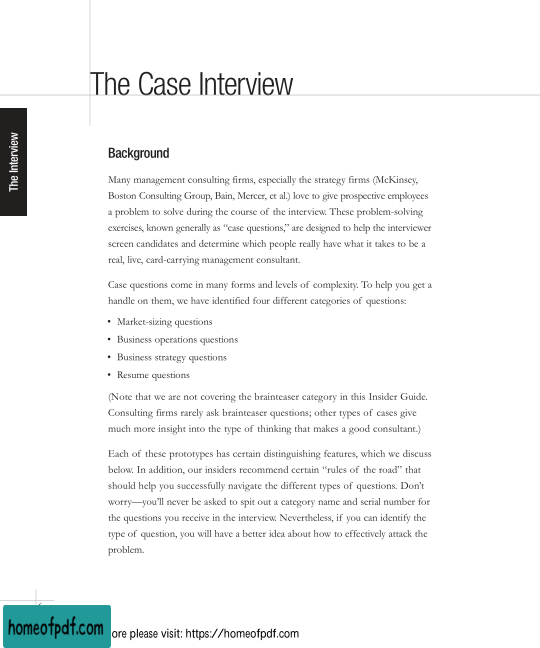 The Case Interview
The Interview
Background
Many management consulting firms, especially the strategy firms (McKinsey,
Boston Consulting Group, Bain, Mercer, et al.) love to give prospective employees
a problem to solve during the course of the interview. These problem-solving
exercises, known generally as “case questions,” are designed to help the interviewer
screen candidates and determine which people really have what it takes to be a
real, live, card-carrying management consultant.
Case questions come in many forms and levels of complexity. To help you get a
handle on them, we have identified four different categories of questions:
• Market-sizing questions
• Business operations questions
• Business strategy questions
• Resume questions
(Note that we are not covering the brainteaser category in this Insider Guide.
Consulting firms rarely ask brainteaser questions; other types of cases give
much more insight into the type of thinking that makes a good consultant.)
Each of these prototypes has certain distinguishing features, which we discuss
below. In addition, our insiders recommend certain “rules of the road” that
should help you successfully navigate the different types of questions. Don’t
worry—you’ll never be asked to spit out a category name and serial number for
the questions you receive in the interview. Nevertheless, if you can identify the
type of question, you will have a better idea about how to effectively attack the
problem.
homeofpdf.com
ore please visit: https://homeofpdf.com